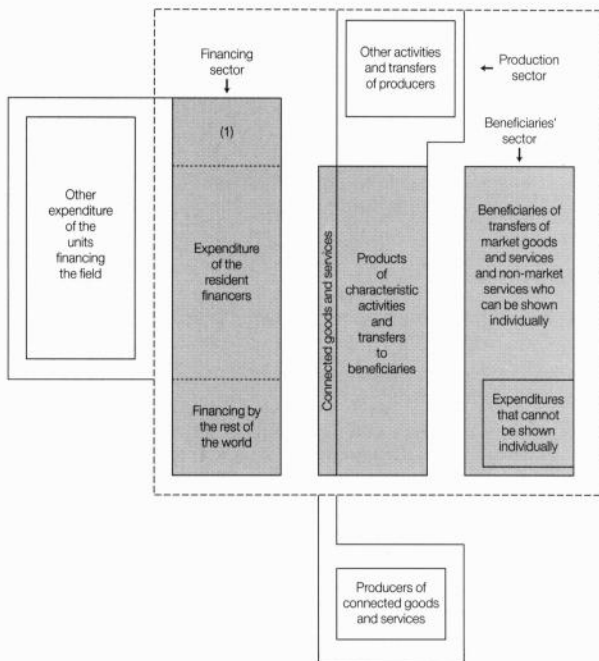 Financing
sector
Other activities
and transfers
of producers
Production
sector
Beneficiaries'
sector
(1)
Other
expenditure
of the
units
financing
the field
Expenditure
of the
resident
financers
Financing by
the rest of
the world
Connected goods and services
Products
of
characteristic
activities
and
transfers
to
beneficiaries
Beneficiaries of
transfers of
market goods
and services
and non-market
services who
can be shown
individually
Expenditures
that cannot
be shown
individually
Producers of
connected goods
and services